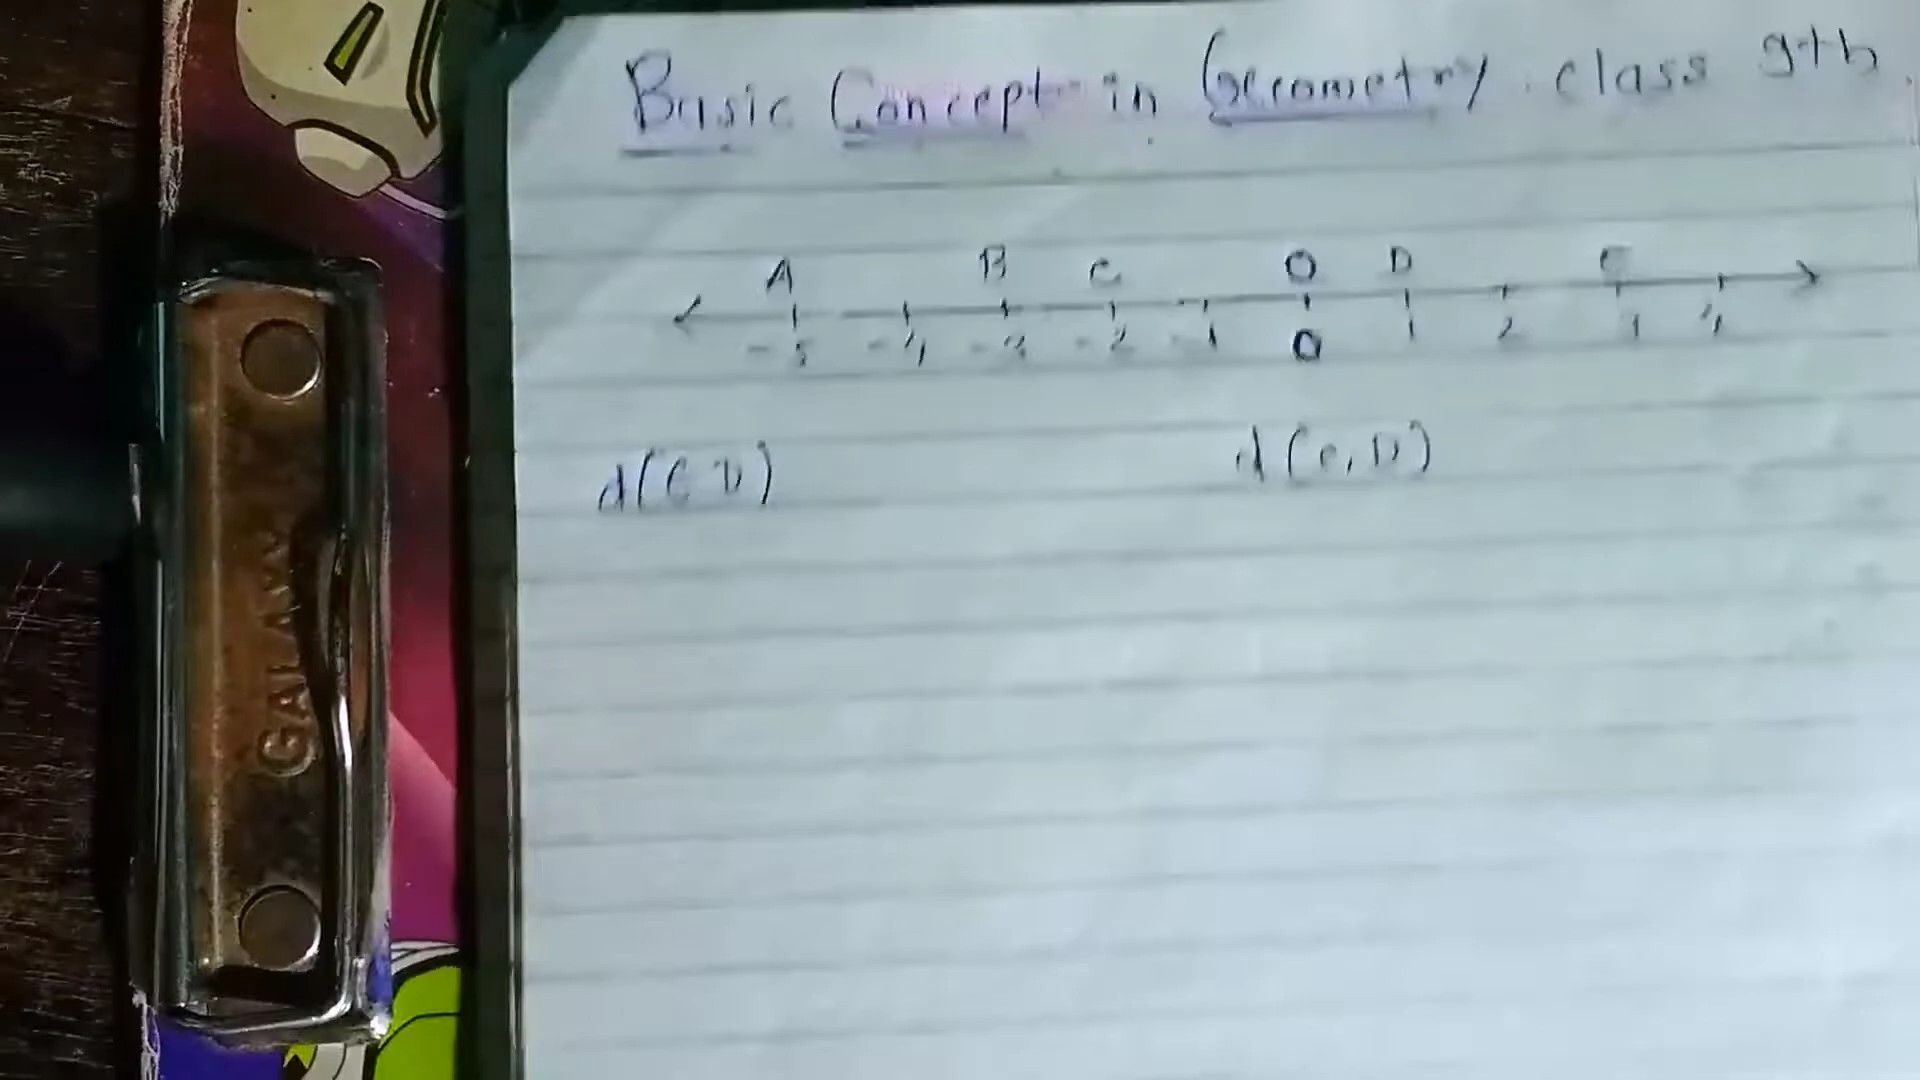 Basic Concept in Geometry. class 9th.
A B C O D E
-5 -4 -3 -2 -1 0 1 2 3 4
d(C D) d(C, D)
GALAXY